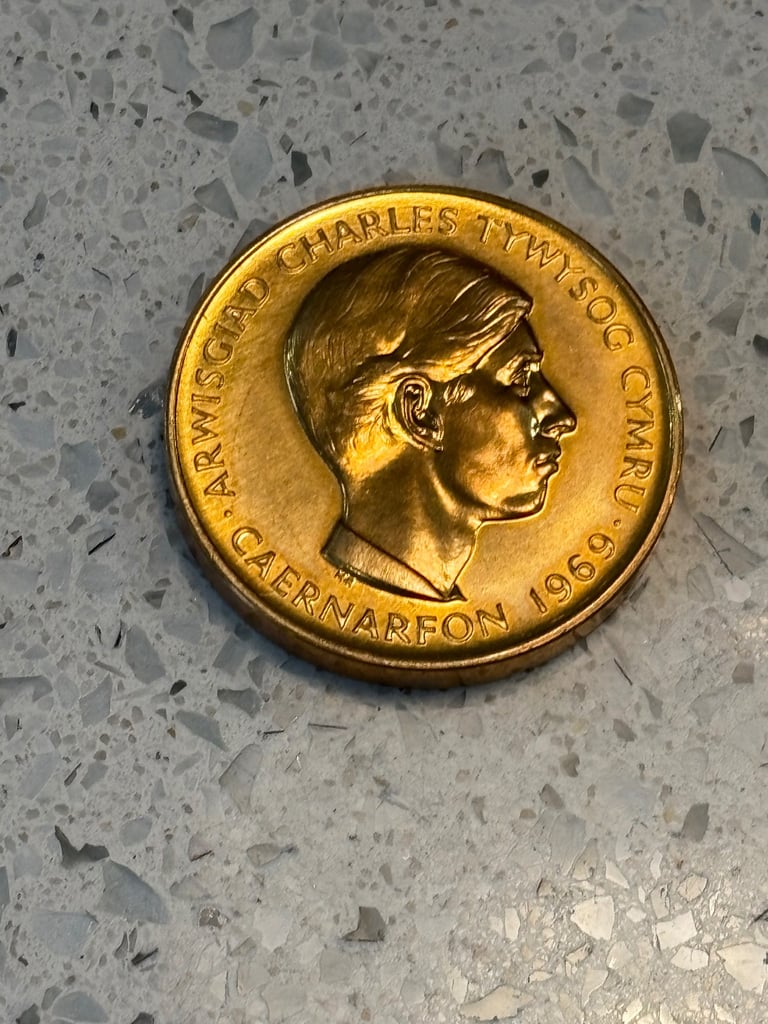 · ARWISGIAD CHARLES TYWYSOG CYMRU ·
CAERNARFON 1969